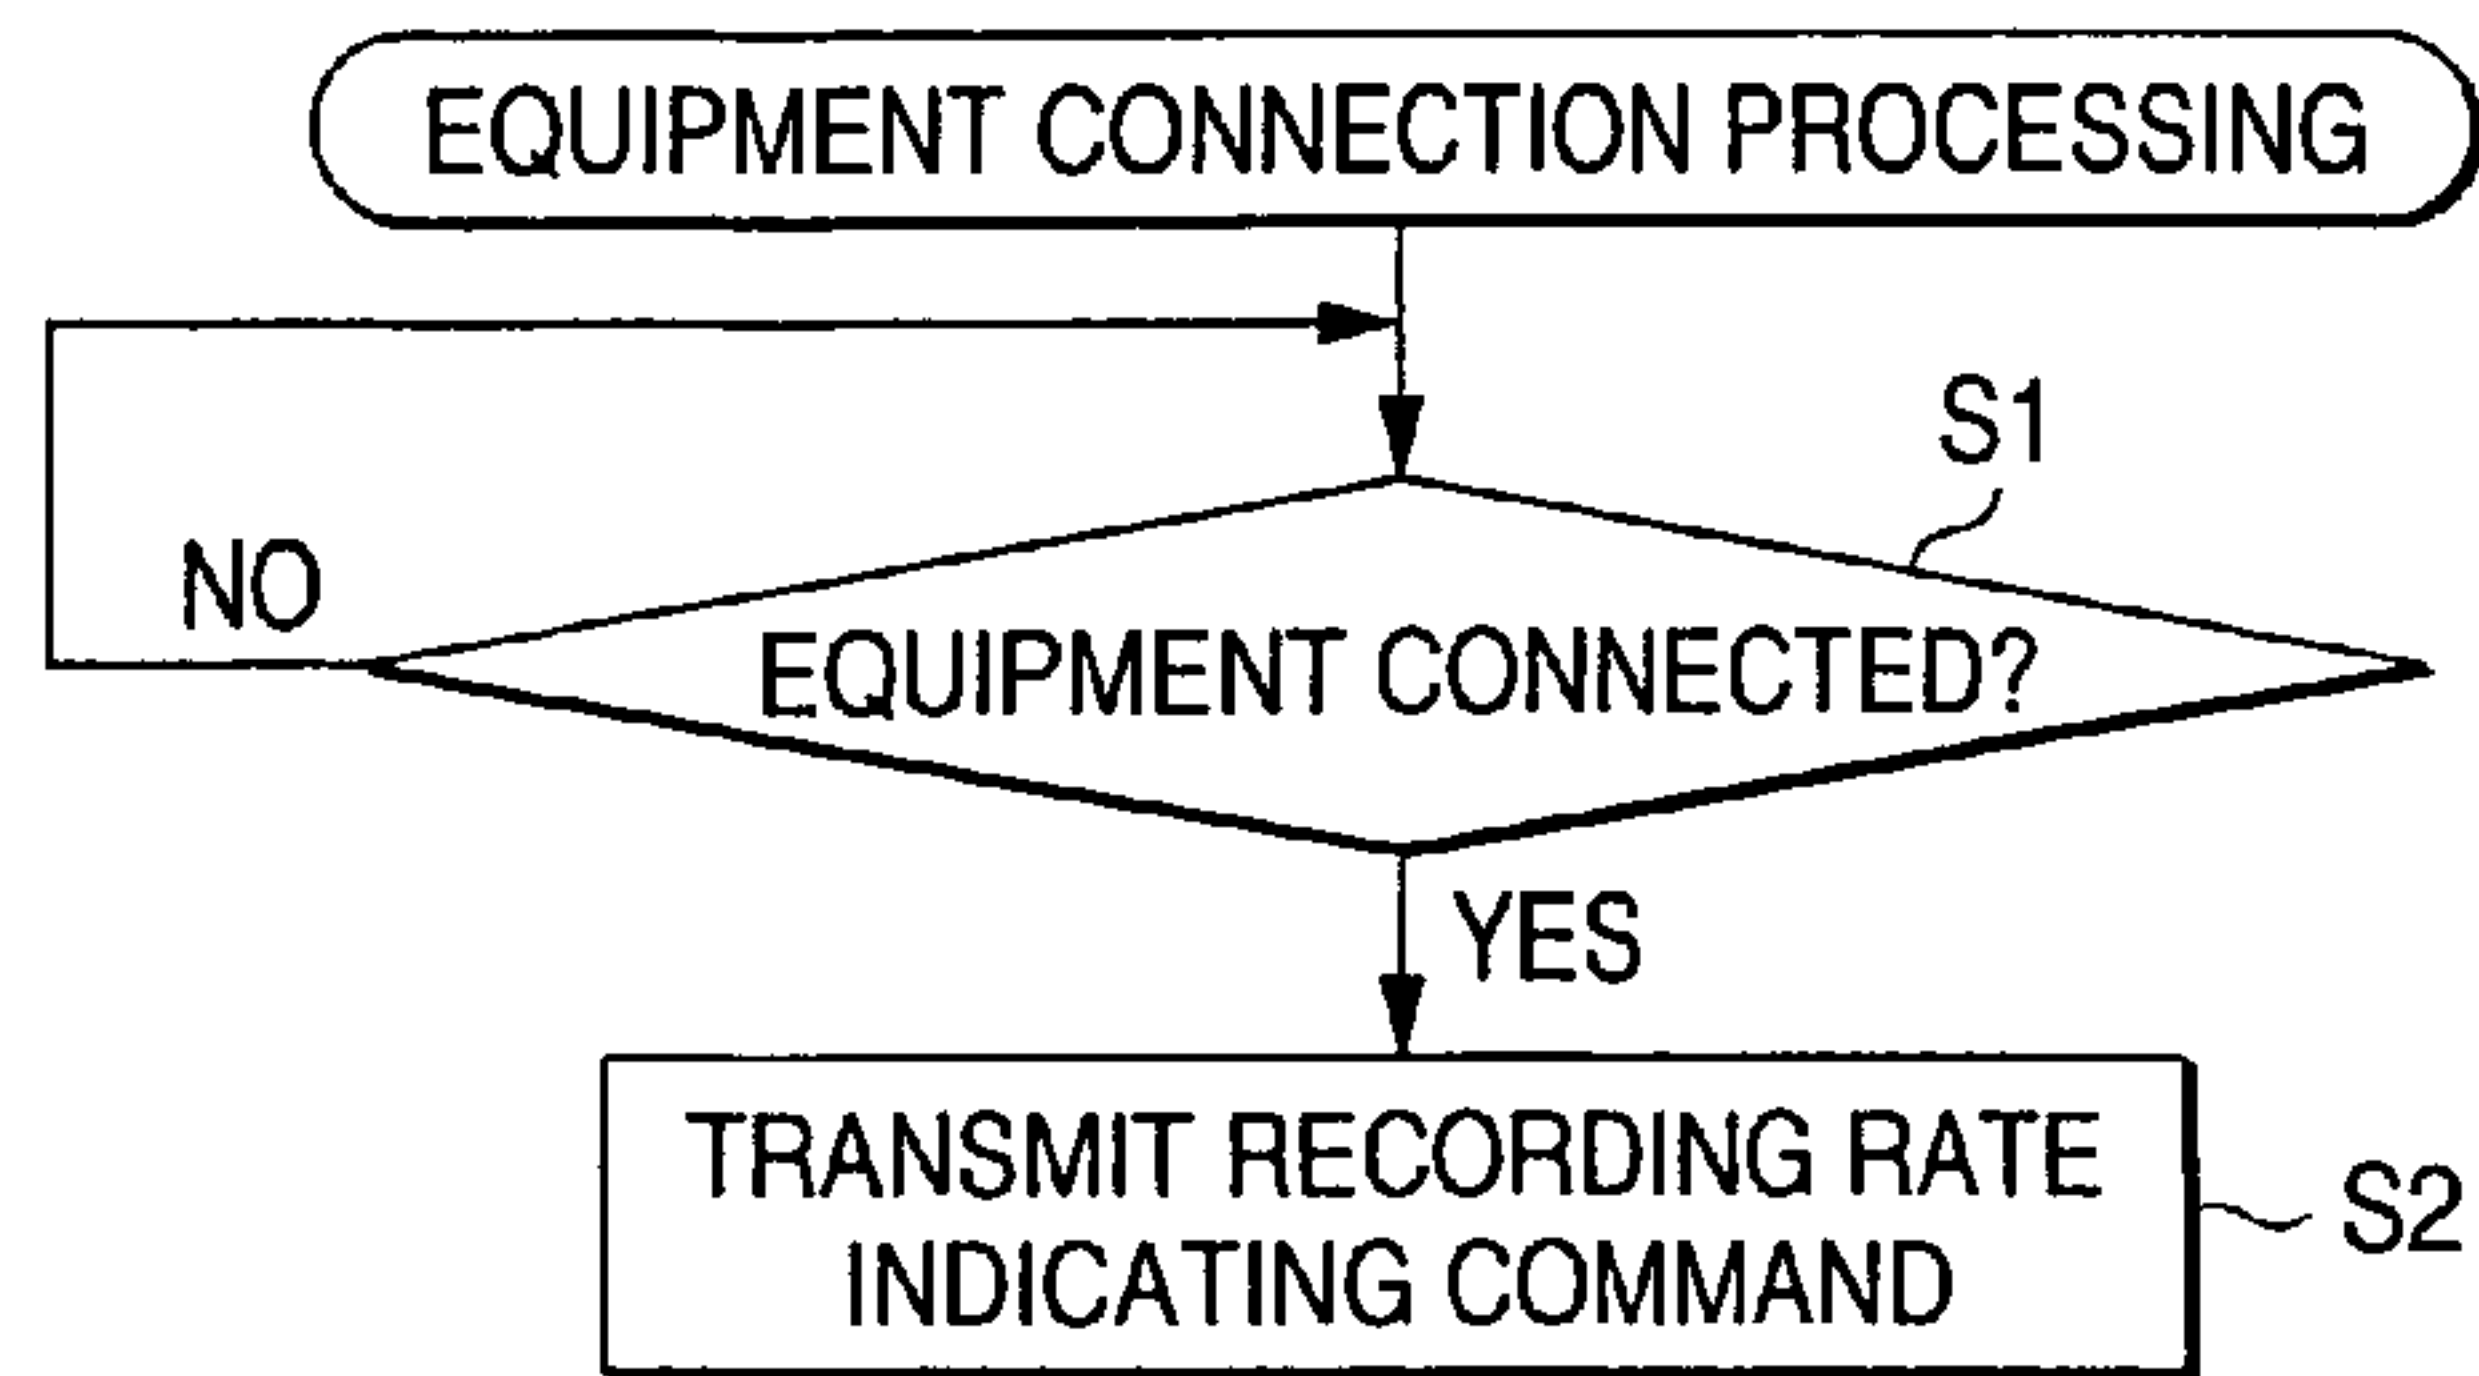 EQUIPMENT CONNECTION PROCESSING
S1
NO
EQUIPMENT CONNECTED?
YES
TRANSMIT RECORDING RATE
INDICATING COMMAND
S2